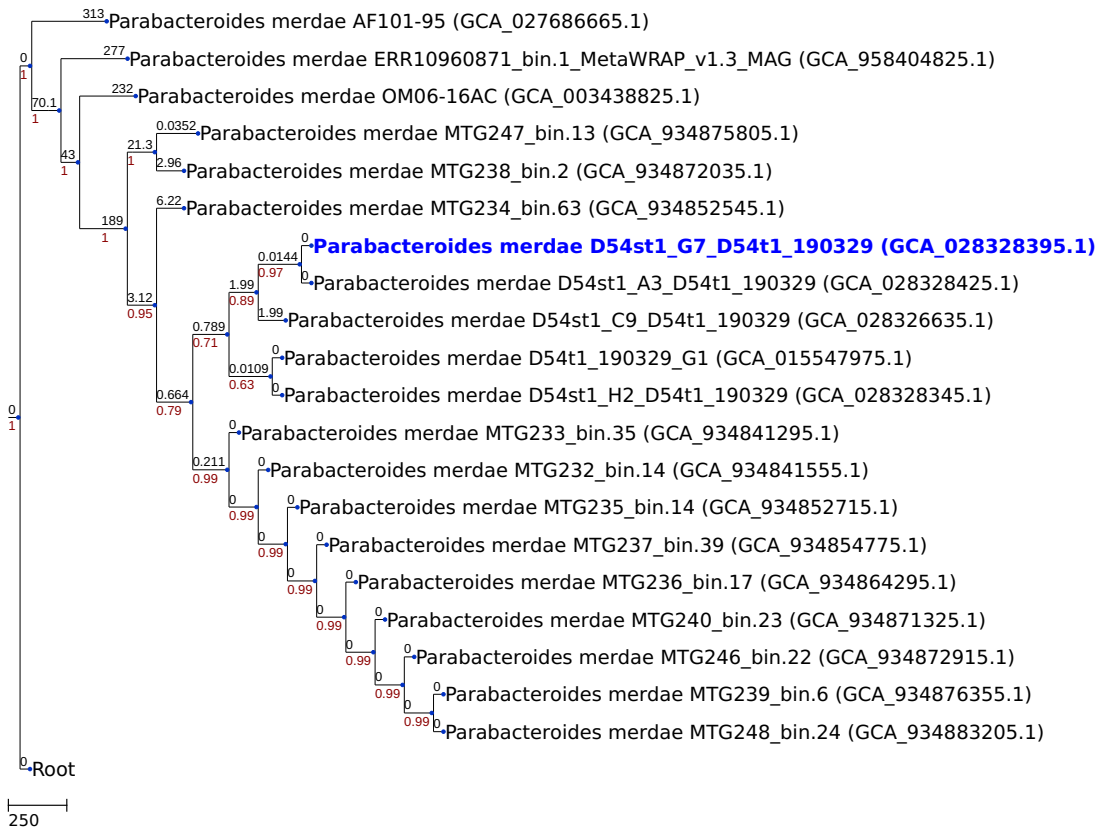 313 Parabacteroides merdae AF101-95 (GCA_027686665.1)
0
1
277 Parabacteroides merdae ERR10960871_bin.1_MetaWRAP_v1.3_MAG (GCA_958404825.1)
70.1
1
232 Parabacteroides merdae OM06-16AC (GCA_003438825.1)
0.0352 Parabacteroides merdae MTG247_bin.13 (GCA_934875805.1)
43
1
21.3
1
2.96 Parabacteroides merdae MTG238_bin.2 (GCA_934872035.1)
6.22 Parabacteroides merdae MTG234_bin.63 (GCA_934852545.1)
189
1
0 Parabacteroides merdae D54st1_G7_D54t1_190329 (GCA_028328395.1)
0.0144
0.97
0 Parabacteroides merdae D54st1_A3_D54t1_190329 (GCA_028328425.1)
1.99
0.89
3.12
0.95
1.99 Parabacteroides merdae D54st1_C9_D54t1_190329 (GCA_028326635.1)
0.789
0.71
0 Parabacteroides merdae D54t1_190329_G1 (GCA_015547975.1)
0.0109
0.63
0 Parabacteroides merdae D54st1_H2_D54t1_190329 (GCA_028328345.1)
0.664
0.79
0
1
0 Parabacteroides merdae MTG233_bin.35 (GCA_934841295.1)
0.211
0.99
0 Parabacteroides merdae MTG232_bin.14 (GCA_934841555.1)
0
0.99
0 Parabacteroides merdae MTG235_bin.14 (GCA_934852715.1)
0
0.99
0 Parabacteroides merdae MTG237_bin.39 (GCA_934854775.1)
0
0.99
0 Parabacteroides merdae MTG236_bin.17 (GCA_934864295.1)
0
0.99
0 Parabacteroides merdae MTG240_bin.23 (GCA_934871325.1)
0
0.99
0 Parabacteroides merdae MTG246_bin.22 (GCA_934872915.1)
0
0.99
0 Parabacteroides merdae MTG239_bin.6 (GCA_934876355.1)
0
0.99
0 Parabacteroides merdae MTG248_bin.24 (GCA_934883205.1)
0 Root
250